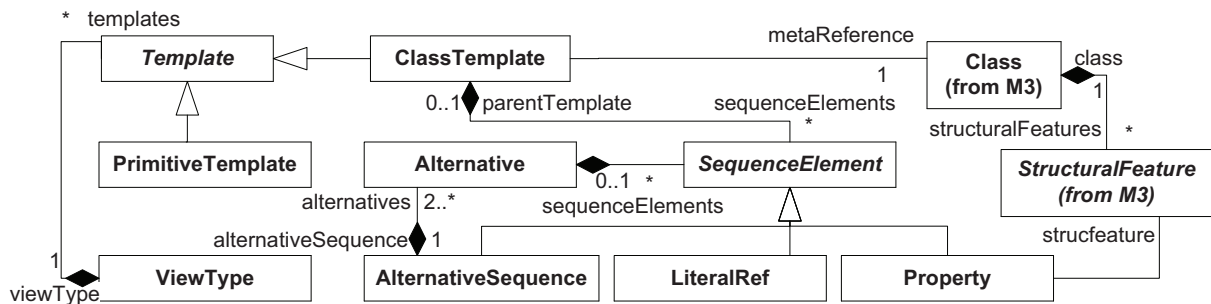 * templates
Template
ClassTemplate
metaReference
1
Class
(from M3)
class
1
0..1
parentTemplate
sequenceElements
*
structuralFeatures
*
PrimitiveTemplate
Alternative
0..1
*
SequenceElement
StructuralFeature
(from M3)
alternatives
2..*
sequenceElements
alternativeSequence
1
strucfeature
1
viewType
ViewType
AlternativeSequence
LiteralRef
Property